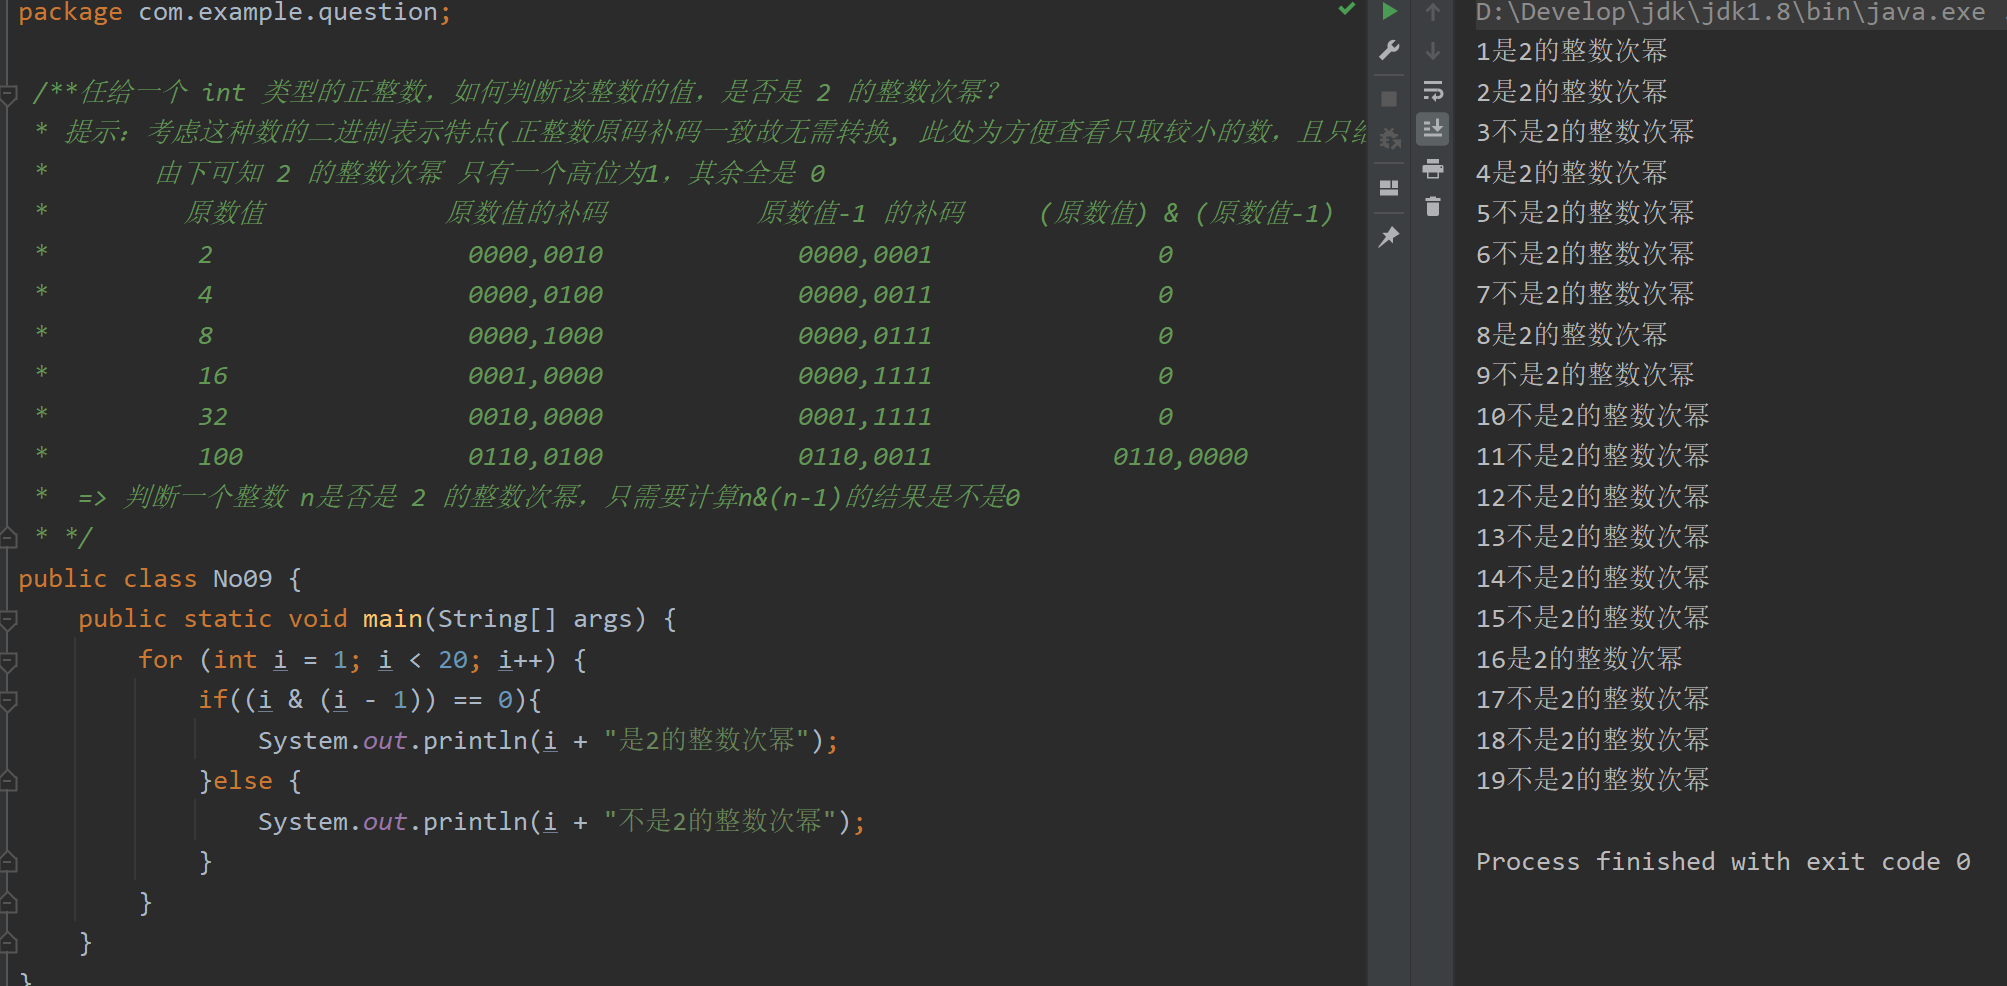 package com.example.question;
/**任给一个 int 类型的正整数，如何判断该整数的值，是否是 2 的整数次幂？
* 提示：考虑这种数的二进制表示特点(正整数原码补码一致故无需转换, 此处为方便查看只取较小的数，且只给
* 由下可知 2 的整数次幂 只有一个高位为1，其余全是 0
* 原数值 原数值的补码 原数值-1 的补码 (原数值) & (原数值-1)
* 2 0000,0010 0000,0001 0
* 4 0000,0100 0000,0011 0
* 8 0000,1000 0000,0111 0
* 16 0001,0000 0000,1111 0
* 32 0010,0000 0001,1111 0
* 100 0110,0100 0110,0011 0110,0000
* => 判断一个整数 n是否是 2 的整数次幂，只需要计算n&(n-1)的结果是不是0
* */
public class No09 {
public static void main(String[] args) {
for (int i = 1; i < 20; i++) {
if((i & (i - 1)) == 0){
System.out.println(i + "是2的整数次幂");
}else {
System.out.println(i + "不是2的整数次幂");
}
}
}
}
D:\Develop\jdk\jdk1.8\bin\java.exe
1是2的整数次幂
2是2的整数次幂
3不是2的整数次幂
4是2的整数次幂
5不是2的整数次幂
6不是2的整数次幂
7不是2的整数次幂
8是2的整数次幂
9不是2的整数次幂
10不是2的整数次幂
11不是2的整数次幂
12不是2的整数次幂
13不是2的整数次幂
14不是2的整数次幂
15不是2的整数次幂
16是2的整数次幂
17不是2的整数次幂
18不是2的整数次幂
19不是2的整数次幂
Process finished with exit code 0